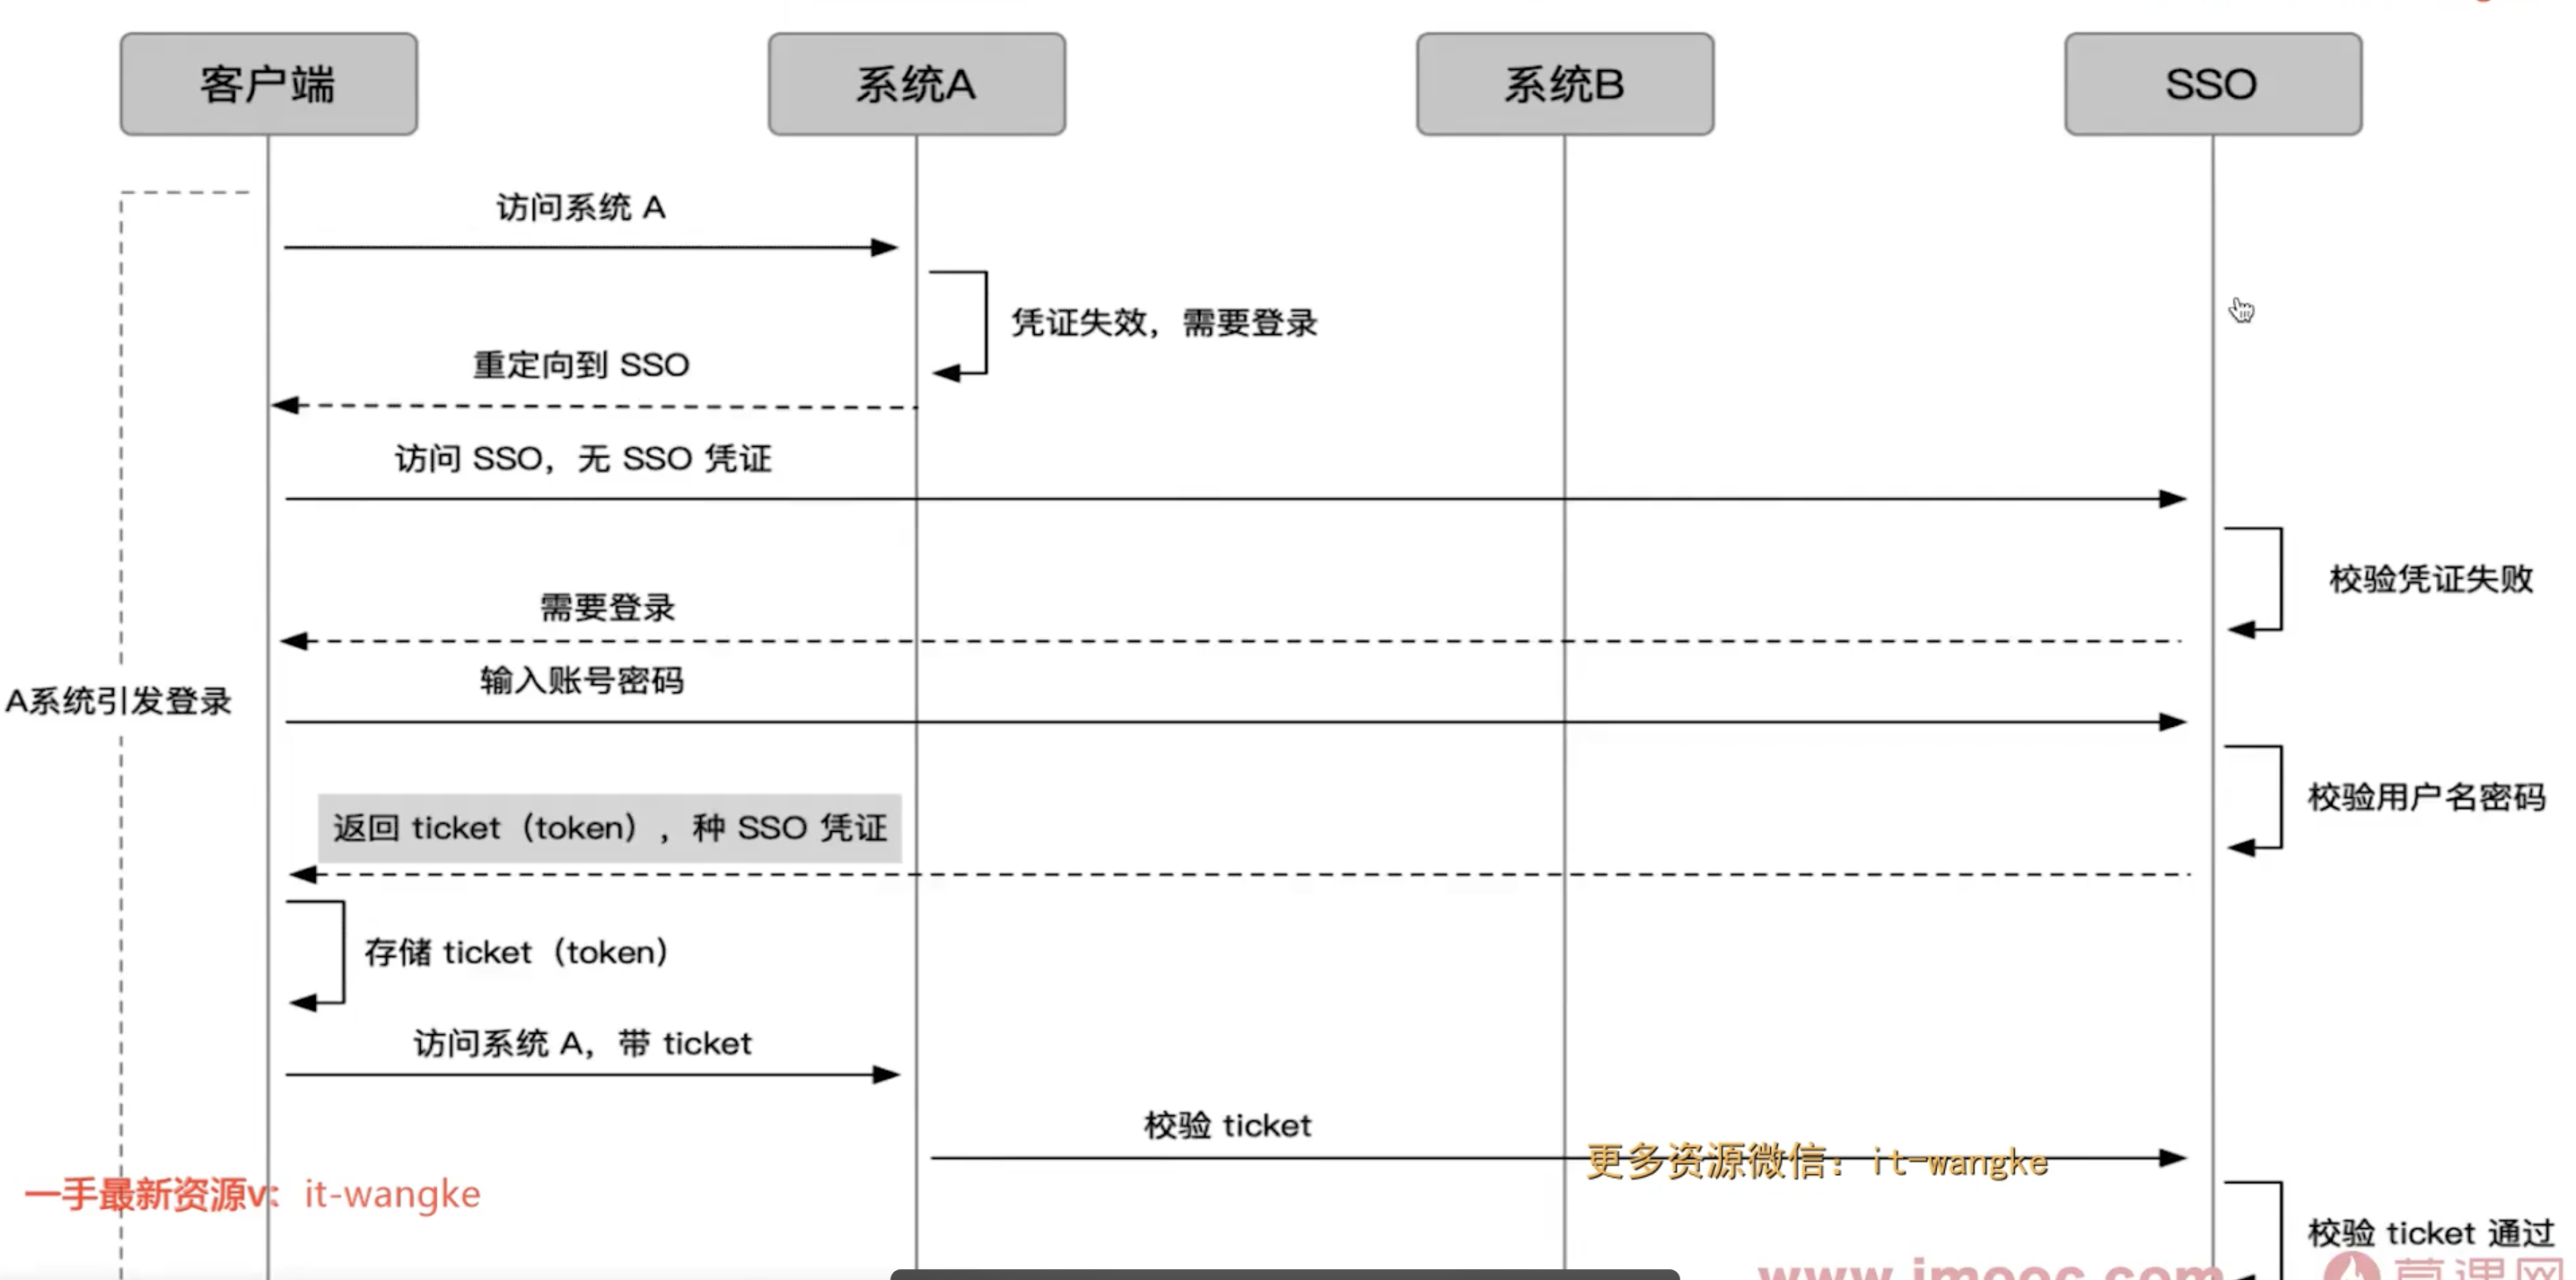 客户端
系统A
系统B
SSO
访问系统 A
凭证失效，需要登录
重定向到 SSO
访问 SSO，无 SSO 凭证
校验凭证失败
需要登录
输入账号密码
A系统引发登录
校验用户名密码
返回 ticket（token），种 SSO 凭证
存储 ticket（token）
访问系统 A，带 ticket
校验 ticket
更多资源微信：it-wangke
一手最新资源v：it-wangke
校验 ticket 通过
www.imooc.com
慕课网